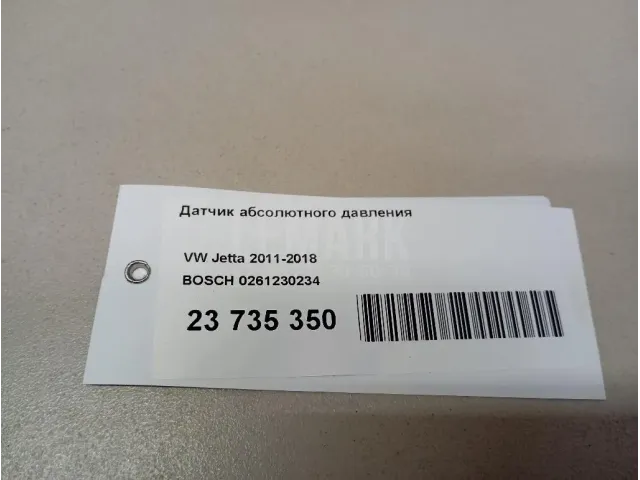 Датчик абсолютного давления
VW Jetta 2011-2018
BOSCH 0261230234
23 735 350